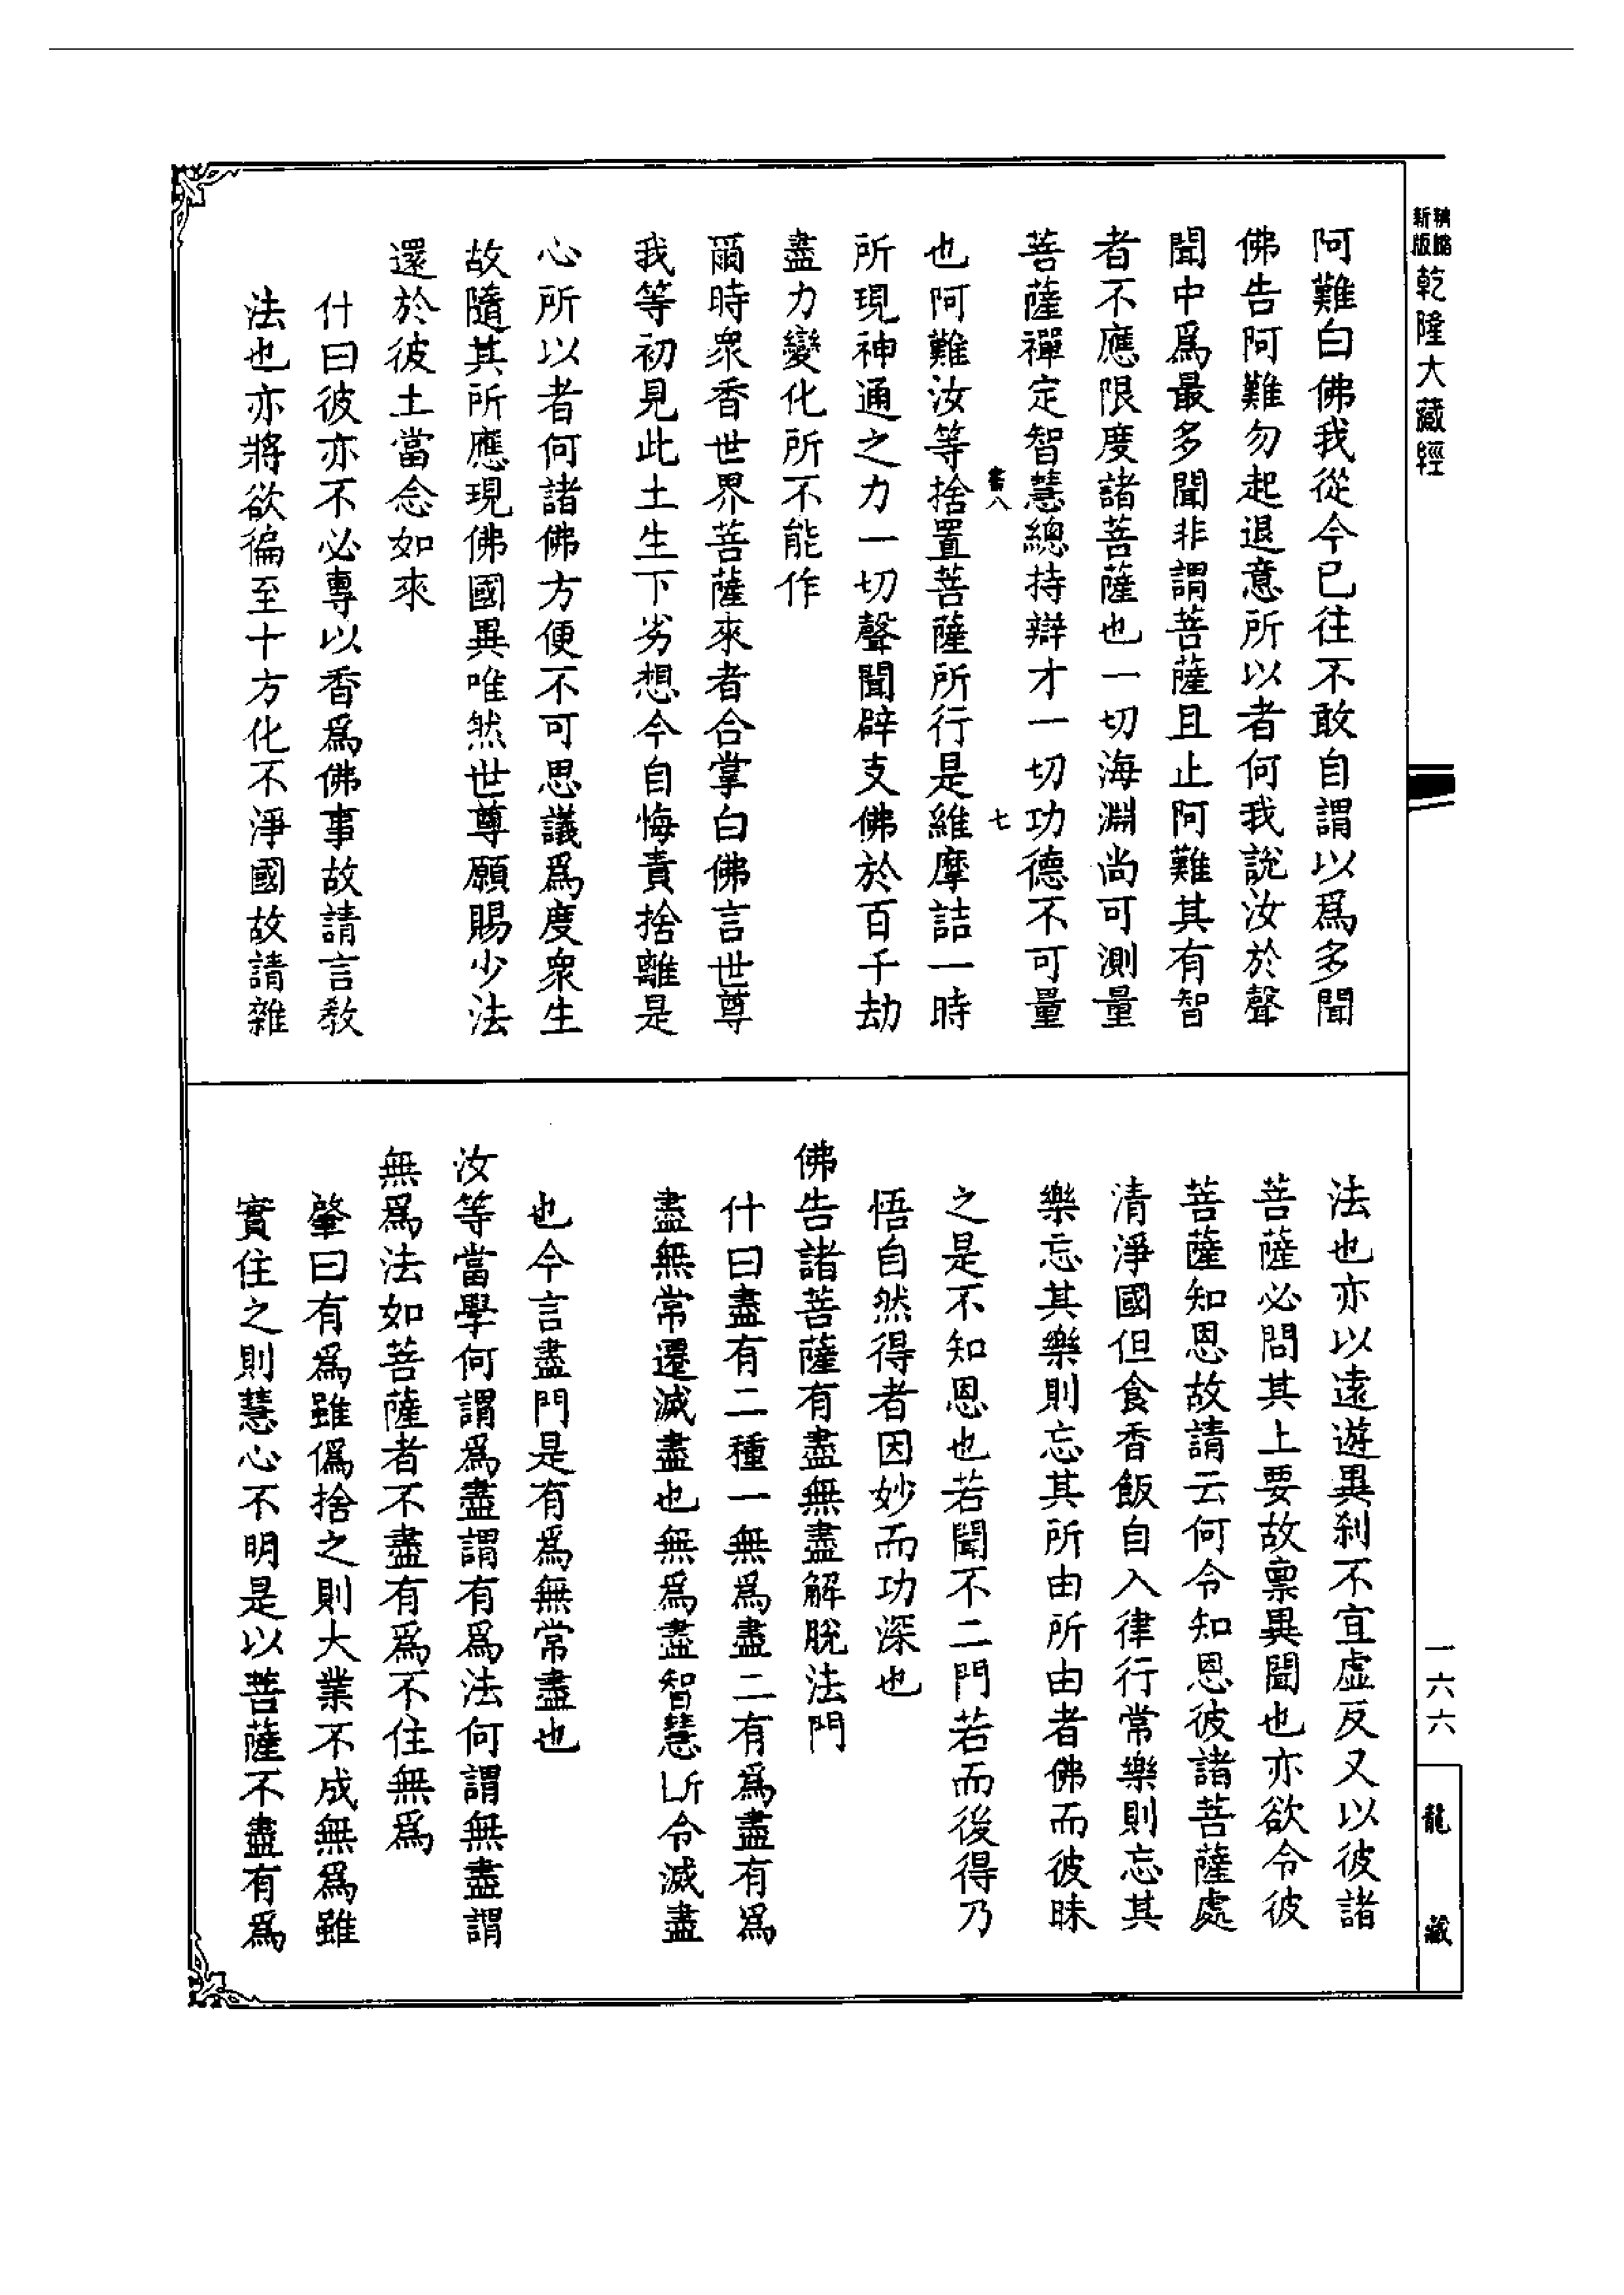 新版
精縮
乾隆大藏經
阿難白佛我從今已往不敢自謂以爲多聞
佛告阿難勿起退意所以者何我說汝於聲
聞中爲最多聞非謂菩薩且止阿難其有智
者不應限度諸菩薩也一切海淵尚可測量
菩薩禪定智慧總持辯才一切功德不可量
書八 七
也阿難汝等捨置菩薩所行是維摩詰一時
所現神通之力一切聲聞辟支佛於百千劫
盡力變化所不能作
爾時衆香世界菩薩來者合掌白佛言世尊
我等初見此土生下劣想今自悔責捨離是
心所以者何諸佛方便不可思議爲度衆生
故隨其所應現佛國異唯然世尊願賜少法
還於彼土當念如來
什曰彼亦不必專以香爲佛事故請言教
法也亦將欲徧至十方化不淨國故請雜
法也亦以遠遊異刹不宜虛反又以彼諸
菩薩必問其上要故禀異聞也亦欲令彼
菩薩知恩故請云何令知恩彼諸菩薩處
清淨國但食香飯自入律行常樂則忘其
樂忘其樂則忘其所由所由者佛而彼昧
之是不知恩也若聞不二門若而後得乃
悟自然得者因妙而功深也
佛告諸菩薩有盡無盡解脫法門
什曰盡有二種一無爲盡二有爲盡有爲
盡無常遷滅盡也無爲盡智慧所令滅盡
也今言盡門是有爲無常盡也
汝等當學何謂爲盡謂有爲法何謂無盡謂
無爲法如菩薩者不盡有爲不住無爲
肇曰有爲雖僞捨之則大業不成無爲雖
實住之則慧心不明是以菩薩不盡有爲
一六六
龍藏